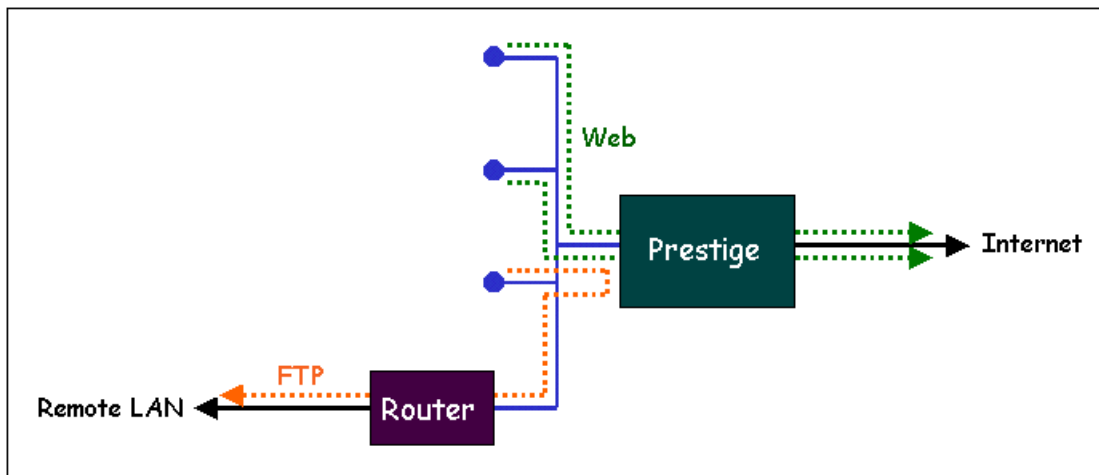 Web
Prestige
Internet
FTP
Remote LAN
Router